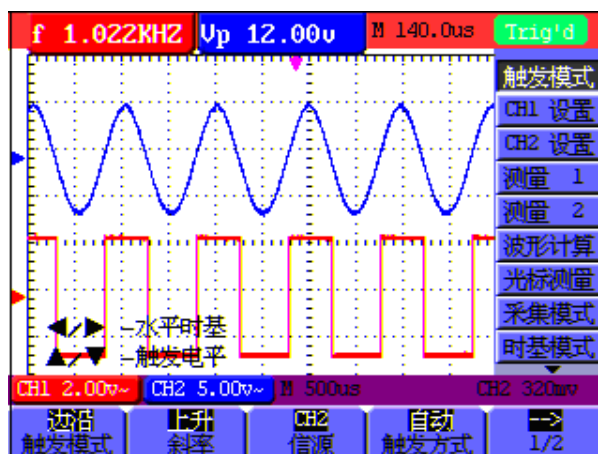 f 1.022KHZ Vp 12.00v M 140.0us Trig'd
触发模式
CH1 设置
CH2 设置
测量 1
测量 2
波形计算
光标测量
采集模式
时基模式
◀/▶ -水平时基
▲/▼ -触发电平
CH1 2.00v~ CH2 5.00v~ M 500us CH2 320mv
边沿 上升 CH2 自动 -->
触发模式 斜率 信源 触发方式 1/2